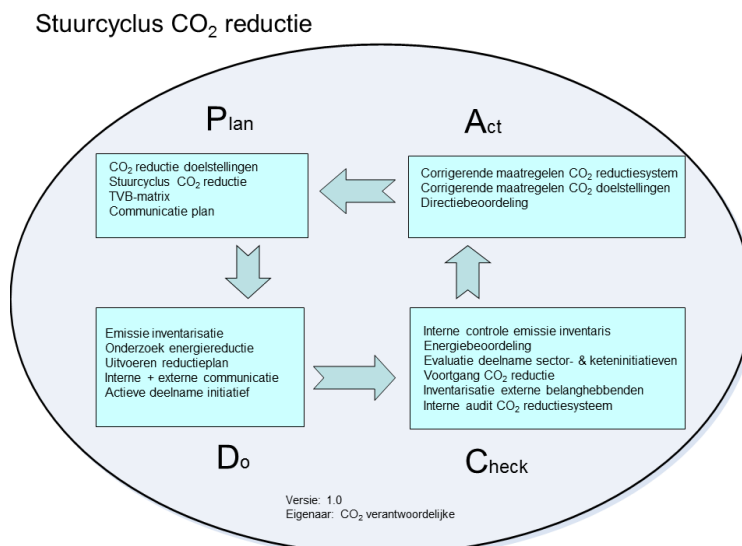 Stuurcyclus CO₂ reductie
Plan
CO₂ reductie doelstellingen
Stuurcyclus CO₂ reductie
TVB-matrix
Communicatie plan
Act
Corrigerende maatregelen CO₂ reductiesystem
Corrigerende maatregelen CO₂ doelstellingen
Directiebeoordeling
Emissie inventarisatie
Onderzoek energiereductie
Uitvoeren reductieplan
Interne + externe communicatie
Actieve deelname initiatief
Do
Interne controle emissie inventaris
Energiebeoordeling
Evaluatie deelname sector- & keteninitiatieven
Voortgang CO₂ reductie
Inventarisatie externe belanghebbenden
Interne audit CO₂ reductiesysteem
Check
Versie: 1.0
Eigenaar: CO₂ verantwoordelijke